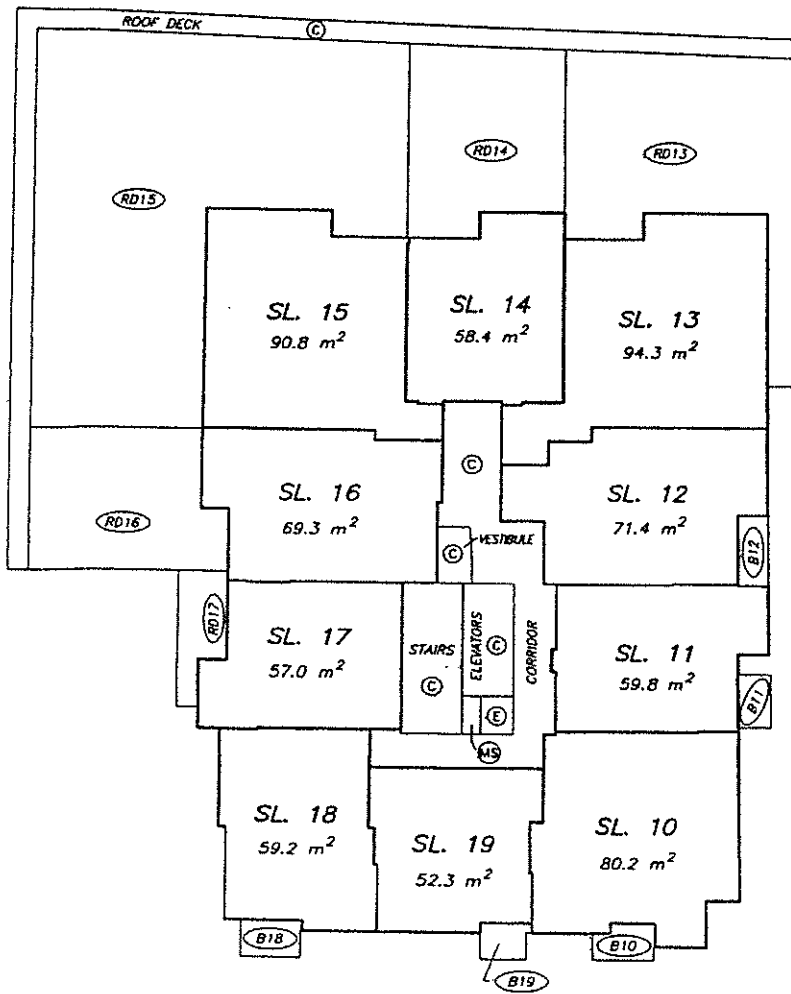 ROOF DECK
C
RD14
RD13
RD15
SL. 15
90.8 m²
SL. 14
58.4 m²
SL. 13
94.3 m²
C
SL. 16
69.3 m²
SL. 12
71.4 m²
RD16
VESTIBULE
C
B12
RD17
SL. 17
57.0 m²
STAIRS
C
ELEVATORS
C
CORRIDOR
SL. 11
59.8 m²
B11
E
MS
SL. 18
59.2 m²
SL. 19
52.3 m²
SL. 10
80.2 m²
B18
B10
B19